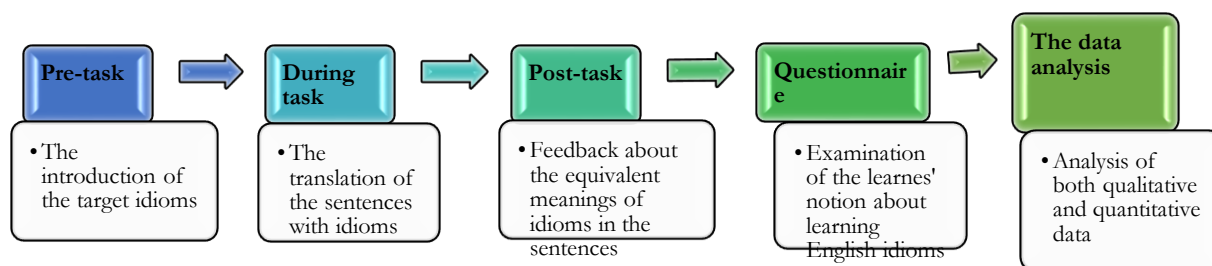 Pre-task
• The
introduction of
the target idioms
During
task
• The
translation of
the sentences
with idioms
Post-task
• Feedback about
the equivalent
meanings of
idioms in the
sentences
Questionnair
e
• Examination
of the learnes'
notion about
learning
English idioms
The data
analysis
• Analysis of
both qualitative
and quantitative
data